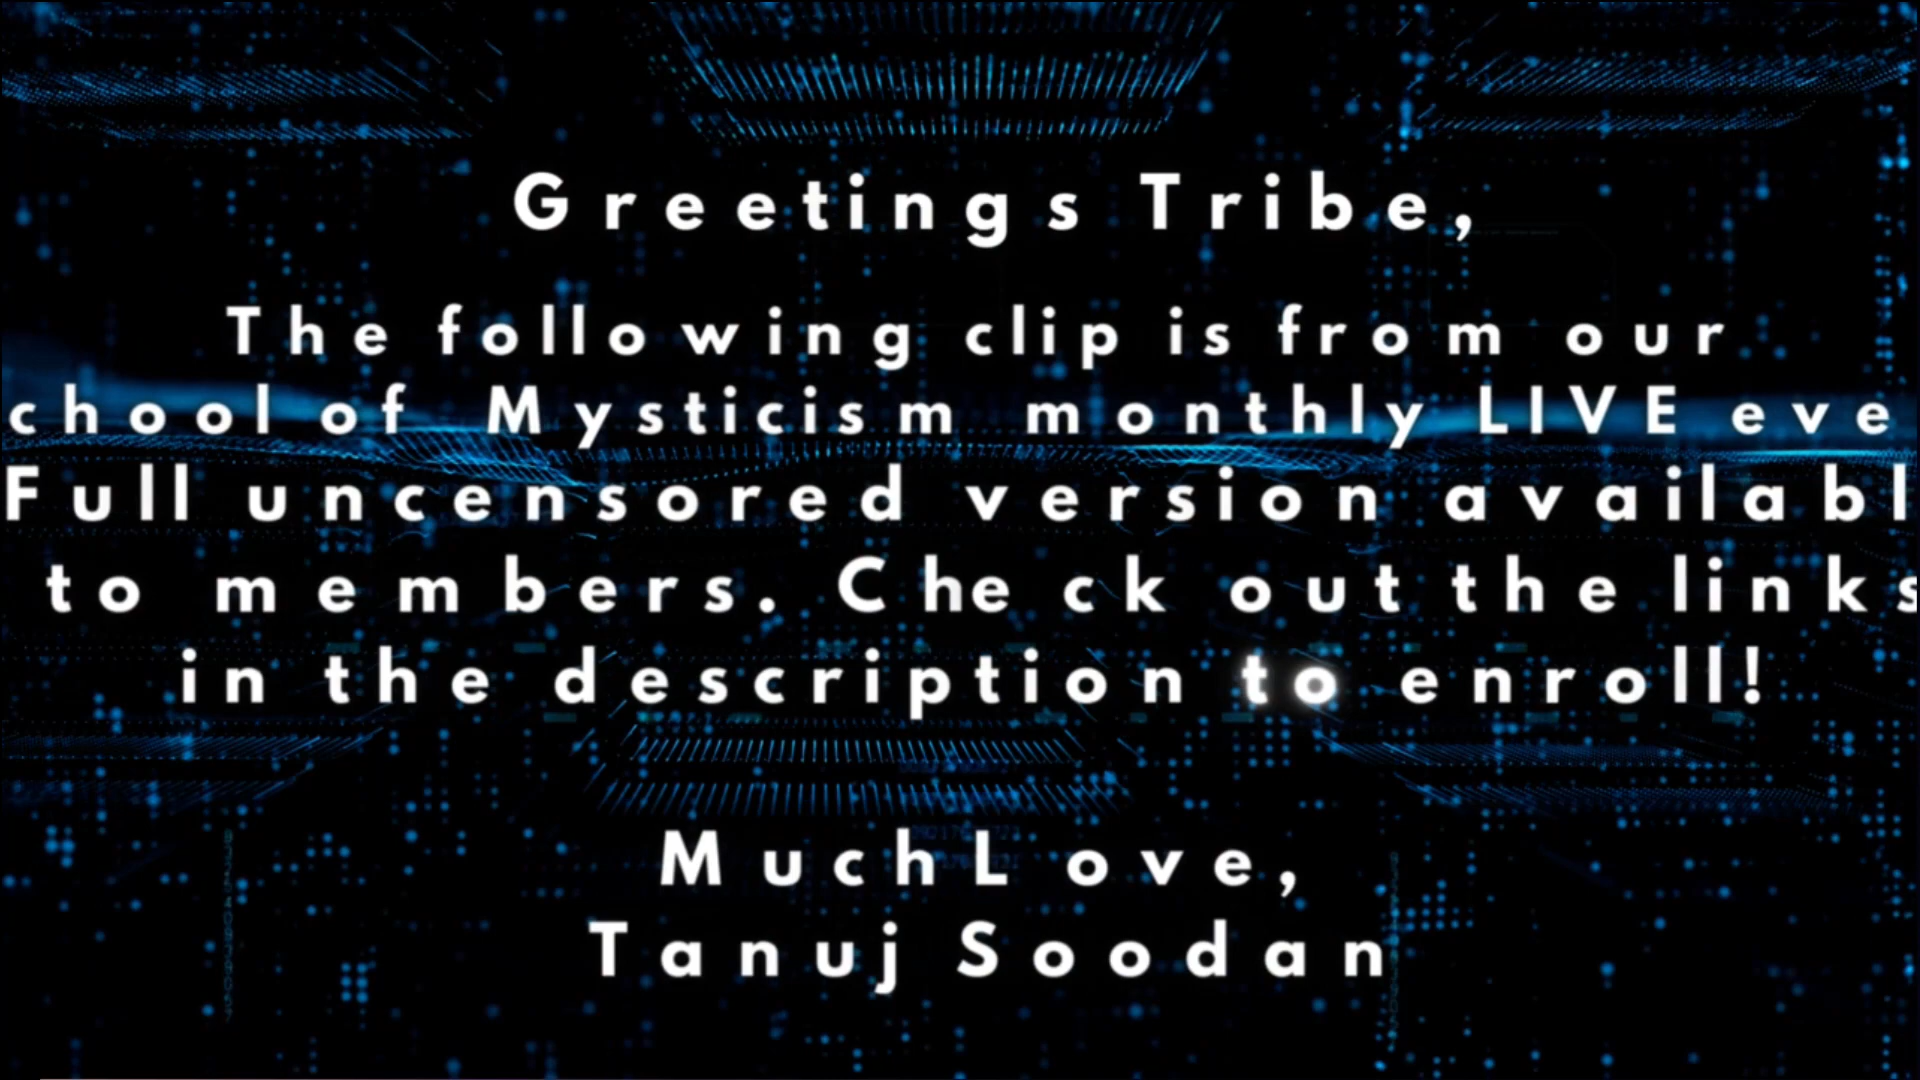 Greetings Tribe,
The following clip is from our
chool of Mysticism monthly LIVE eve
Full uncensored version availabl
to members. Check out the links
in the description to enroll!
Much Love,
Tanuj Soodan